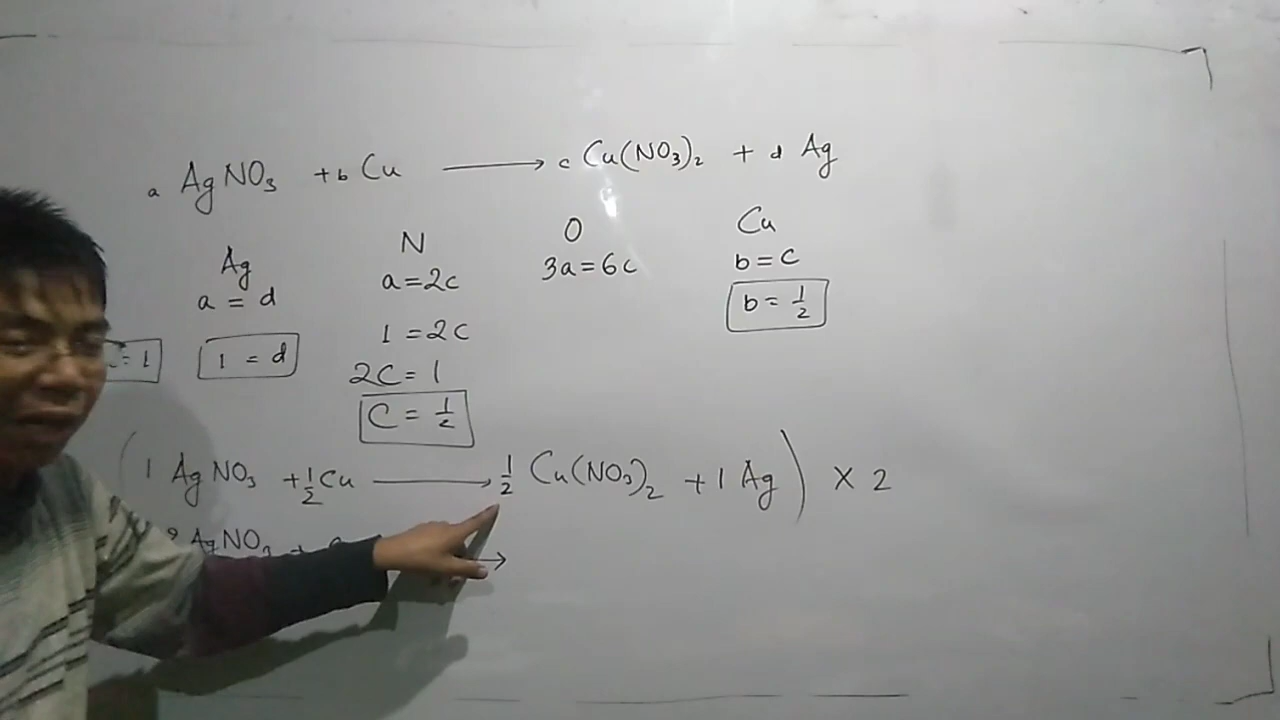 a AgNO₃ + b Cu ⟶ c Cu(NO₃)₂ + d Ag
Ag N O Cu
a = d a=2c 3a=6c b=c
= 1 1 = d 1 =2c b= 1/2
2C= 1
C = 1/2
( 1 AgNO₃ + 1/2 Cu ⟶ 1/2 Cu(NO₃)₂ + 1 Ag ) X 2
2 AgNO₃ + ⟶